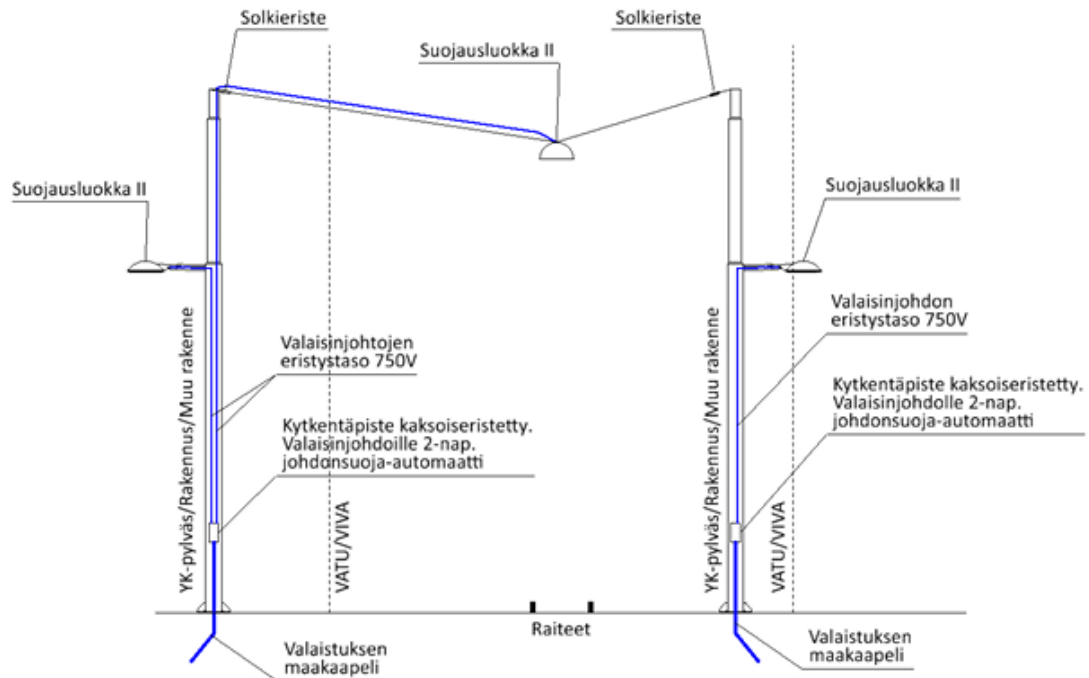 Solkieriste
Solkieriste
Suojausluokka II
Suojausluokka II
Suojausluokka II
YK-pylväs/Rakennus/Muu rakenne
Valaisinjohtojen
eristystaso 750V
Kytkentäpiste kaksoiseristetty.
Valaisinjohdoille 2-nap.
johdonsuoja-automaatti
VATU/VIVA
YK-pylväs/Rakennus/Muu rakenne
Valaisinjohdon
eristystaso 750V
Kytkentäpiste kaksoiseristetty.
Valaisinjohdolle 2-nap.
johdonsuoja-automaatti
VATU/VIVA
Raiteet
Valaistuksen
maakaapeli
Valaistuksen
maakaapeli